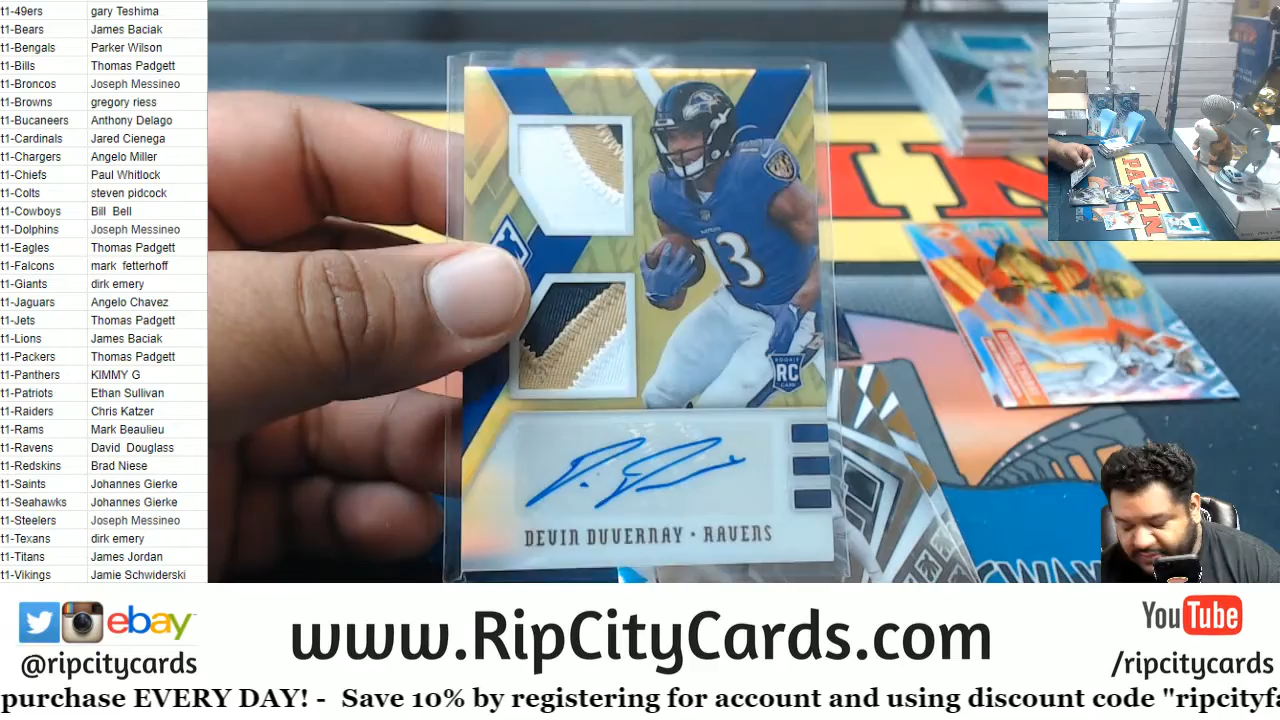 t1-49ers gary Teshima
t1-Bears James Baciak
t1-Bengals Parker Wilson
t1-Bills Thomas Padgett
t1-Broncos Joseph Messineo
t1-Browns gregory riess
t1-Bucaneers Anthony Delago
t1-Cardinals Jared Cienega
t1-Chargers Angelo Miller
t1-Chiefs Paul Whitlock
t1-Colts steven pidcock
t1-Cowboys Bill Bell
t1-Dolphins Joseph Messineo
t1-Eagles Thomas Padgett
t1-Falcons mark fetterhoff
t1-Giants dirk emery
t1-Jaguars Angelo Chavez
t1-Jets Thomas Padgett
t1-Lions James Baciak
t1-Packers Thomas Padgett
t1-Panthers KIMMY G
t1-Patriots Ethan Sullivan
t1-Raiders Chris Katzer
t1-Rams Mark Beaulieu
t1-Ravens David Douglass
t1-Redskins Brad Niese
t1-Saints Johannes Gierke
t1-Seahawks Johannes Gierke
t1-Steelers Joseph Messineo
t1-Texans dirk emery
t1-Titans James Jordan
t1-Vikings Jamie Schwiderski
13
ROOKIE
RC
CARD
DEVIN DUVERNAY · RAVENS
PANINI
ebay
@ripcitycards
www.RipCityCards.com
YouTube
/ripcitycards
purchase EVERY DAY! - Save 10% by registering for account and using discount code "ripcityfa